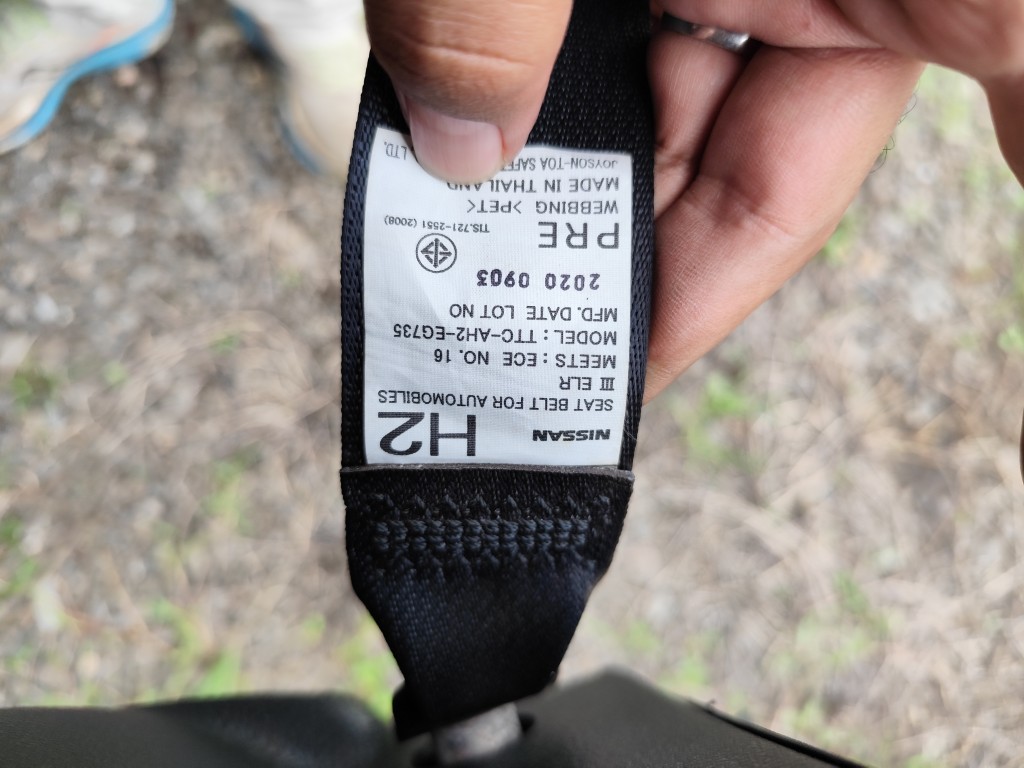 NISSAN H2
SEAT BELT FOR AUTOMOBILES
III ELR
MEETS: ECE NO. 16
MODEL: TTC-AH2-EG735
MFD. DATE LOT NO
2020 0903
PRE TIS.721-2551 (2008)
WEBBING >PET<
MADE IN THAILAND
JOYSON-TOA LTD.